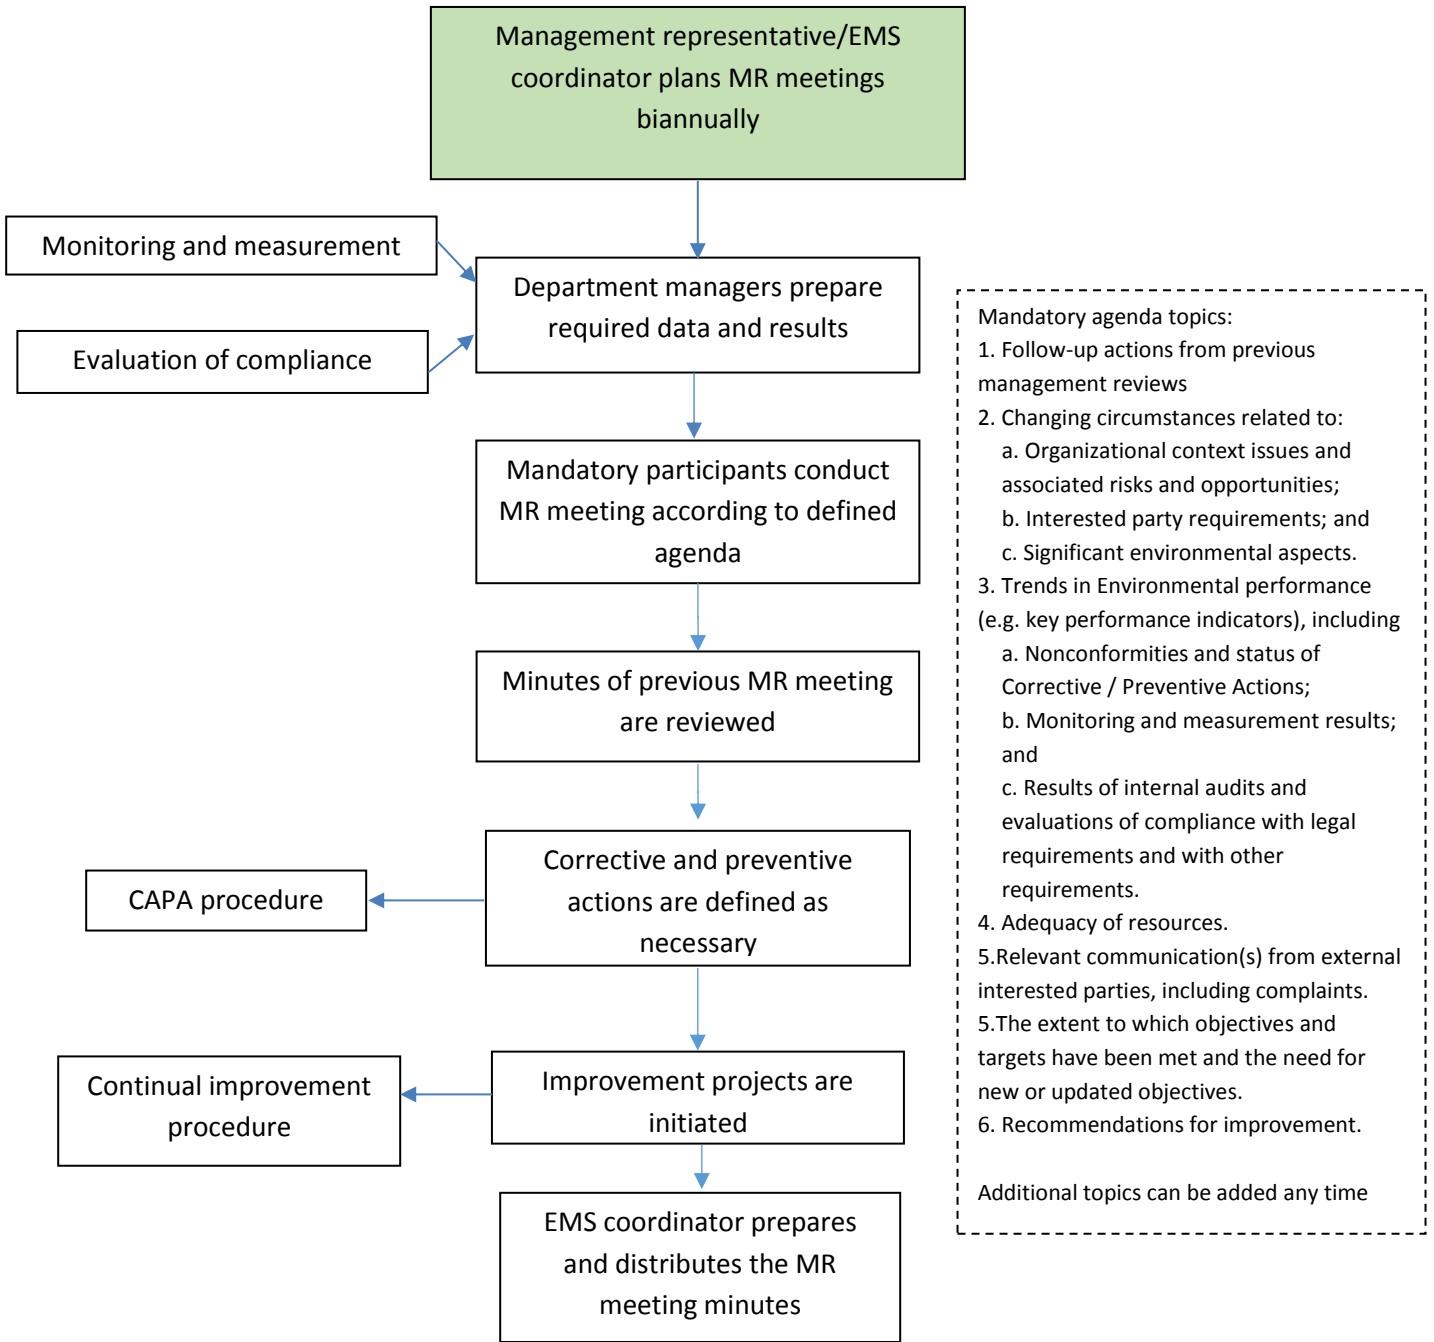 Management representative/EMS
coordinator plans MR meetings
biannually
Monitoring and measurement
Evaluation of compliance
Department managers prepare
required data and results
Mandatory participants conduct
MR meeting according to defined
agenda
Minutes of previous MR meeting
are reviewed
Corrective and preventive
actions are defined as
necessary
CAPA procedure
Improvement projects are
initiated
Continual improvement
procedure
EMS coordinator prepares
and distributes the MR
meeting minutes
Mandatory agenda topics:
1. Follow-up actions from previous
management reviews
2. Changing circumstances related to:
a. Organizational context issues and
associated risks and opportunities;
b. Interested party requirements; and
c. Significant environmental aspects.
3. Trends in Environmental performance
(e.g. key performance indicators), including
a. Nonconformities and status of
Corrective / Preventive Actions;
b. Monitoring and measurement results;
and
c. Results of internal audits and
evaluations of compliance with legal
requirements and with other
requirements.
4. Adequacy of resources.
5.Relevant communication(s) from external
interested parties, including complaints.
5.The extent to which objectives and
targets have been met and the need for
new or updated objectives.
6. Recommendations for improvement.
Additional topics can be added any time